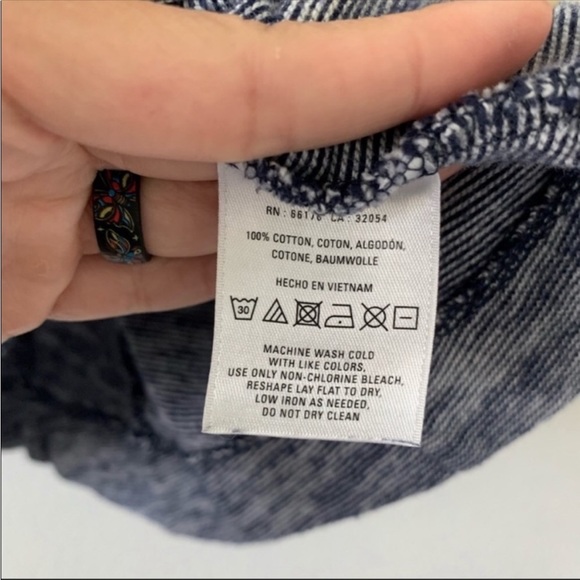 RN : 66176 CA : 32054
100% COTTON, COTON, ALGODÓN,
COTONE, BAUMWOLLE
HECHO EN VIETNAM
30
MACHINE WASH COLD
WITH LIKE COLORS,
USE ONLY NON-CHLORINE BLEACH,
RESHAPE LAY FLAT TO DRY,
LOW IRON AS NEEDED,
DO NOT DRY CLEAN